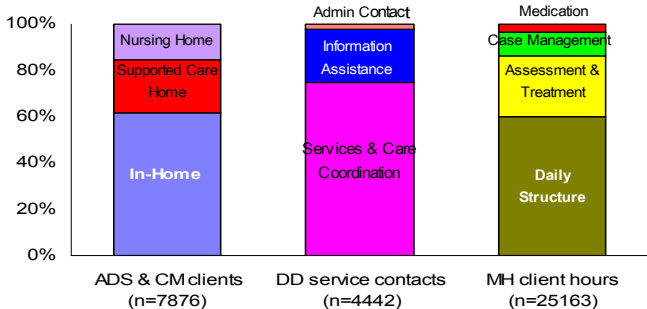 Admin Contact
Medication
100%
80%
60%
40%
20%
0%
Nursing Home
Supported Care
Home
In-Home
Information
Assistance
Services & Care
Coordination
Case Management
Assessment &
Treatment
Daily
Structure
ADS & CM clients
(n=7876)
DD service contacts
(n=4442)
MH client hours
(n=25163)